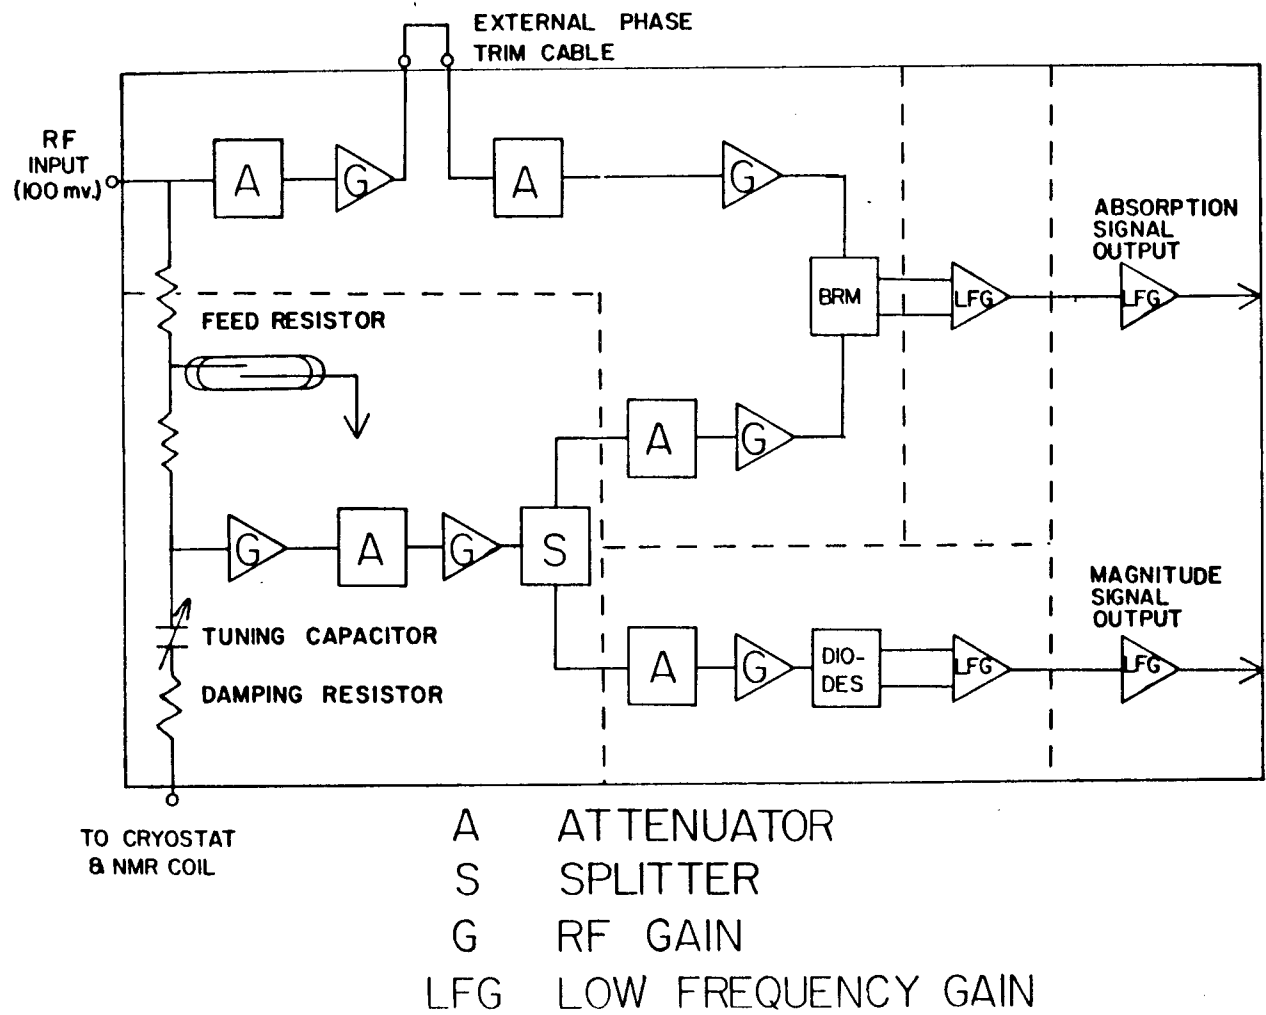 EXTERNAL PHASE
TRIM CABLE
RF
INPUT
(100 mv.)
A
G
A
G
ABSORPTION
SIGNAL
OUTPUT
BRM
LFG
LFG
FEED RESISTOR
A
G
G
A
G
S
MAGNITUDE
SIGNAL
OUTPUT
TUNING CAPACITOR
A
G
DIO-
DES
LFG
LFG
DAMPING RESISTOR
TO CRYOSTAT
& NMR COIL
A ATTENUATOR
S SPLITTER
G RF GAIN
LFG LOW FREQUENCY GAIN